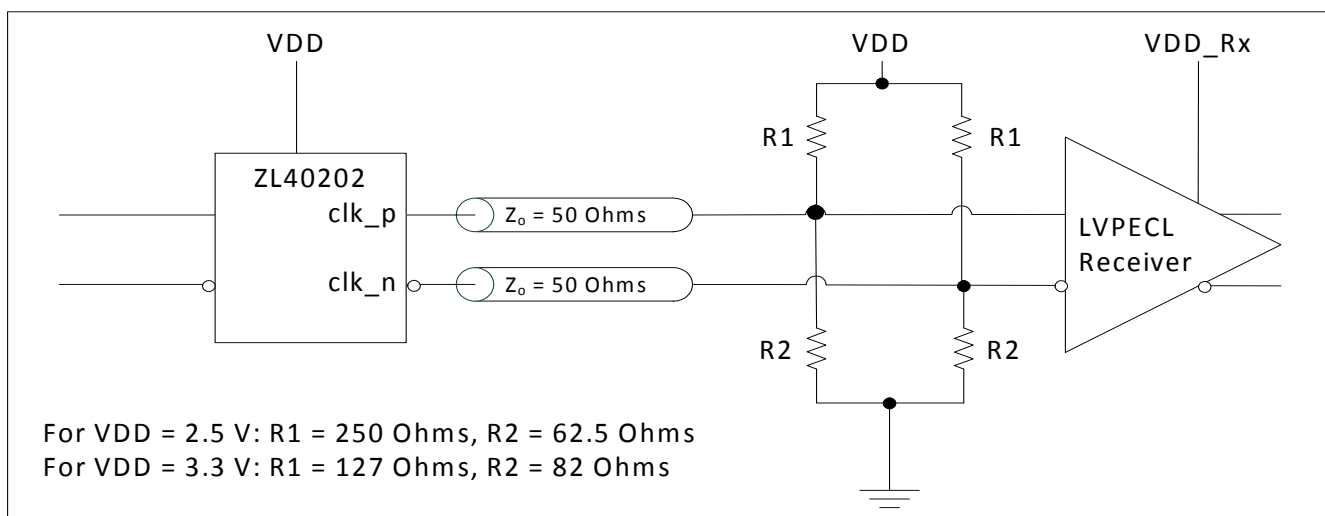 VDD
VDD
VDD_Rx
R1
R1
ZL40202
clk_p
Zo = 50 Ohms
LVPECL
Receiver
clk_n
Zo = 50 Ohms
R2
R2
For VDD = 2.5 V: R1 = 250 Ohms, R2 = 62.5 Ohms
For VDD = 3.3 V: R1 = 127 Ohms, R2 = 82 Ohms